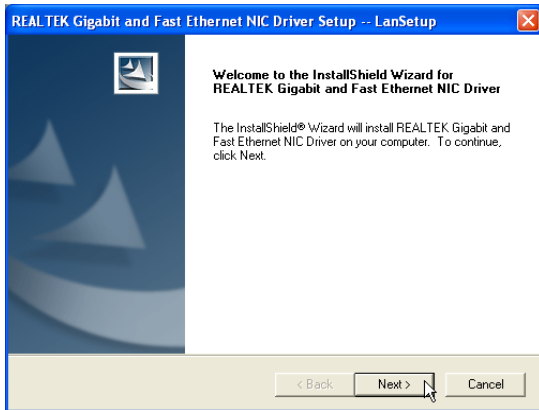 REALTEK Gigabit and Fast Ethernet NIC Driver Setup -- LanSetup
Welcome to the InstallShield Wizard for
REALTEK Gigabit and Fast Ethernet NIC Driver
The InstallShield® Wizard will install REALTEK Gigabit and
Fast Ethernet NIC Driver on your computer. To continue,
click Next.
< Back
Next >
Cancel